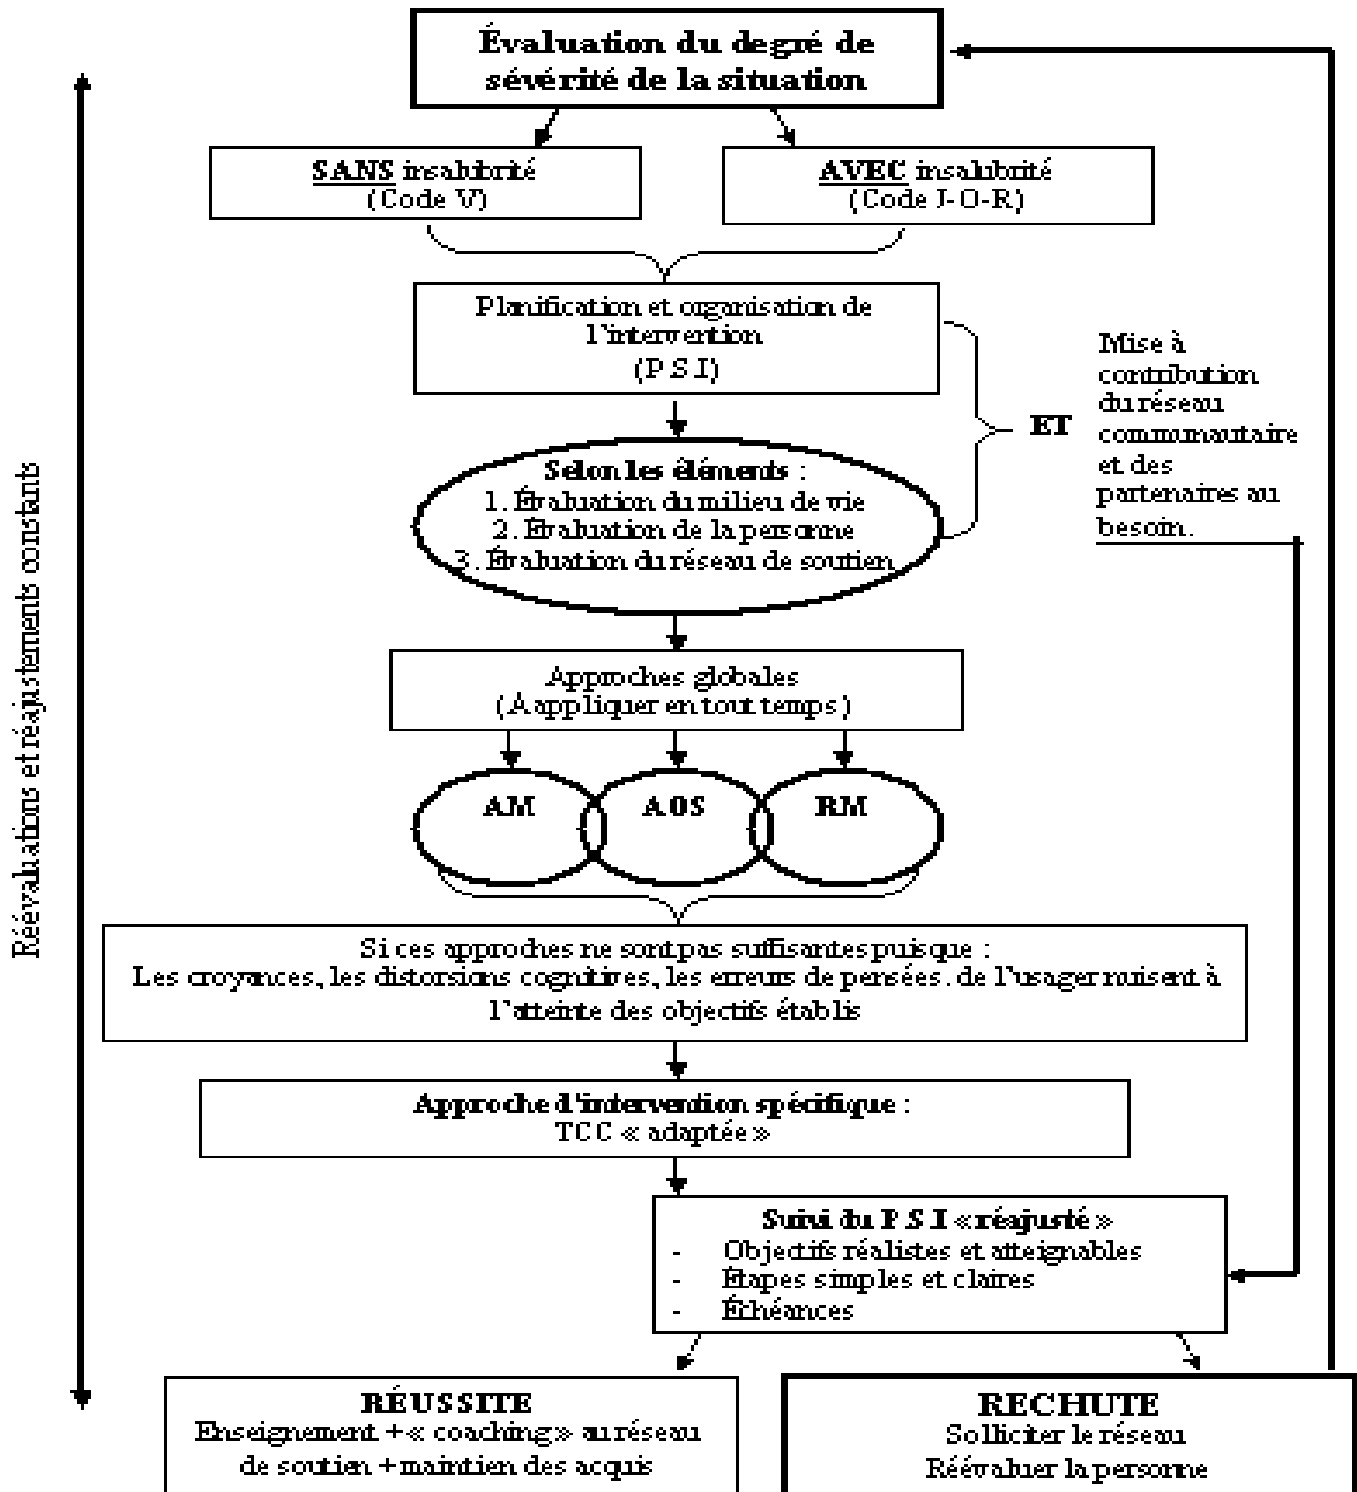 Évaluation du degré de
sévérité de la situation
SANS insalubrité
(Code V)
AVEC insalubrité
(Code J-O-R)
Planification et organisation de
l'intervention
(P.S.I)
Mise à
contribution
du réseau
communautaire
et des
partenaires au
besoin.
ET
Selon les éléments :
1. Évaluation du milieu de vie
2. Évaluation de la personne
3. Évaluation du réseau de soutien
Approches globales
(A appliquer en tout temps)
AM
AOS
RM
Si ces approches ne sont pas suffisantes puisque :
Les croyances, les distorsions cognitives, les erreurs de pensées. de l'usager nuisent à
l'atteinte des objectifs établis
Approche d'intervention spécifique :
TCC « adaptée »
Suivi du P.S.I « réajusté »
- Objectifs réalistes et atteignables
- Étapes simples et claires
- Échéances
RÉUSSITE
Enseignement + « coaching » au réseau
de soutien + maintien des acquis
RECHUTE
Solliciter le réseau
Réévaluer la personne
Réévaluations et réajustements constants